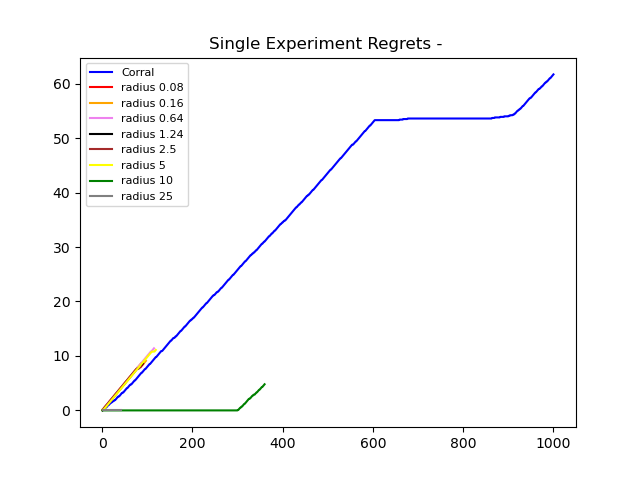 Single Experiment Regrets -
Corral
radius 0.08
radius 0.16
radius 0.64
radius 1.24
radius 2.5
radius 5
radius 10
radius 25
60
50
40
30
20
10
0
0 200 400 600 800 1000